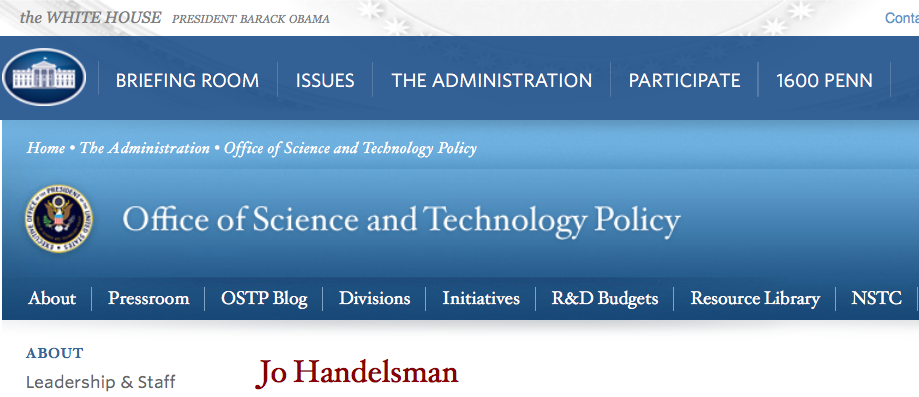 the WHITE HOUSE PRESIDENT BARACK OBAMA
BRIEFING ROOM ISSUES THE ADMINISTRATION PARTICIPATE 1600 PENN
Home • The Administration • Office of Science and Technology Policy
Office of Science and Technology Policy
About Pressroom OSTP Blog Divisions Initiatives R&D Budgets Resource Library NSTC
ABOUT
Leadership & Staff
Jo Handelsman